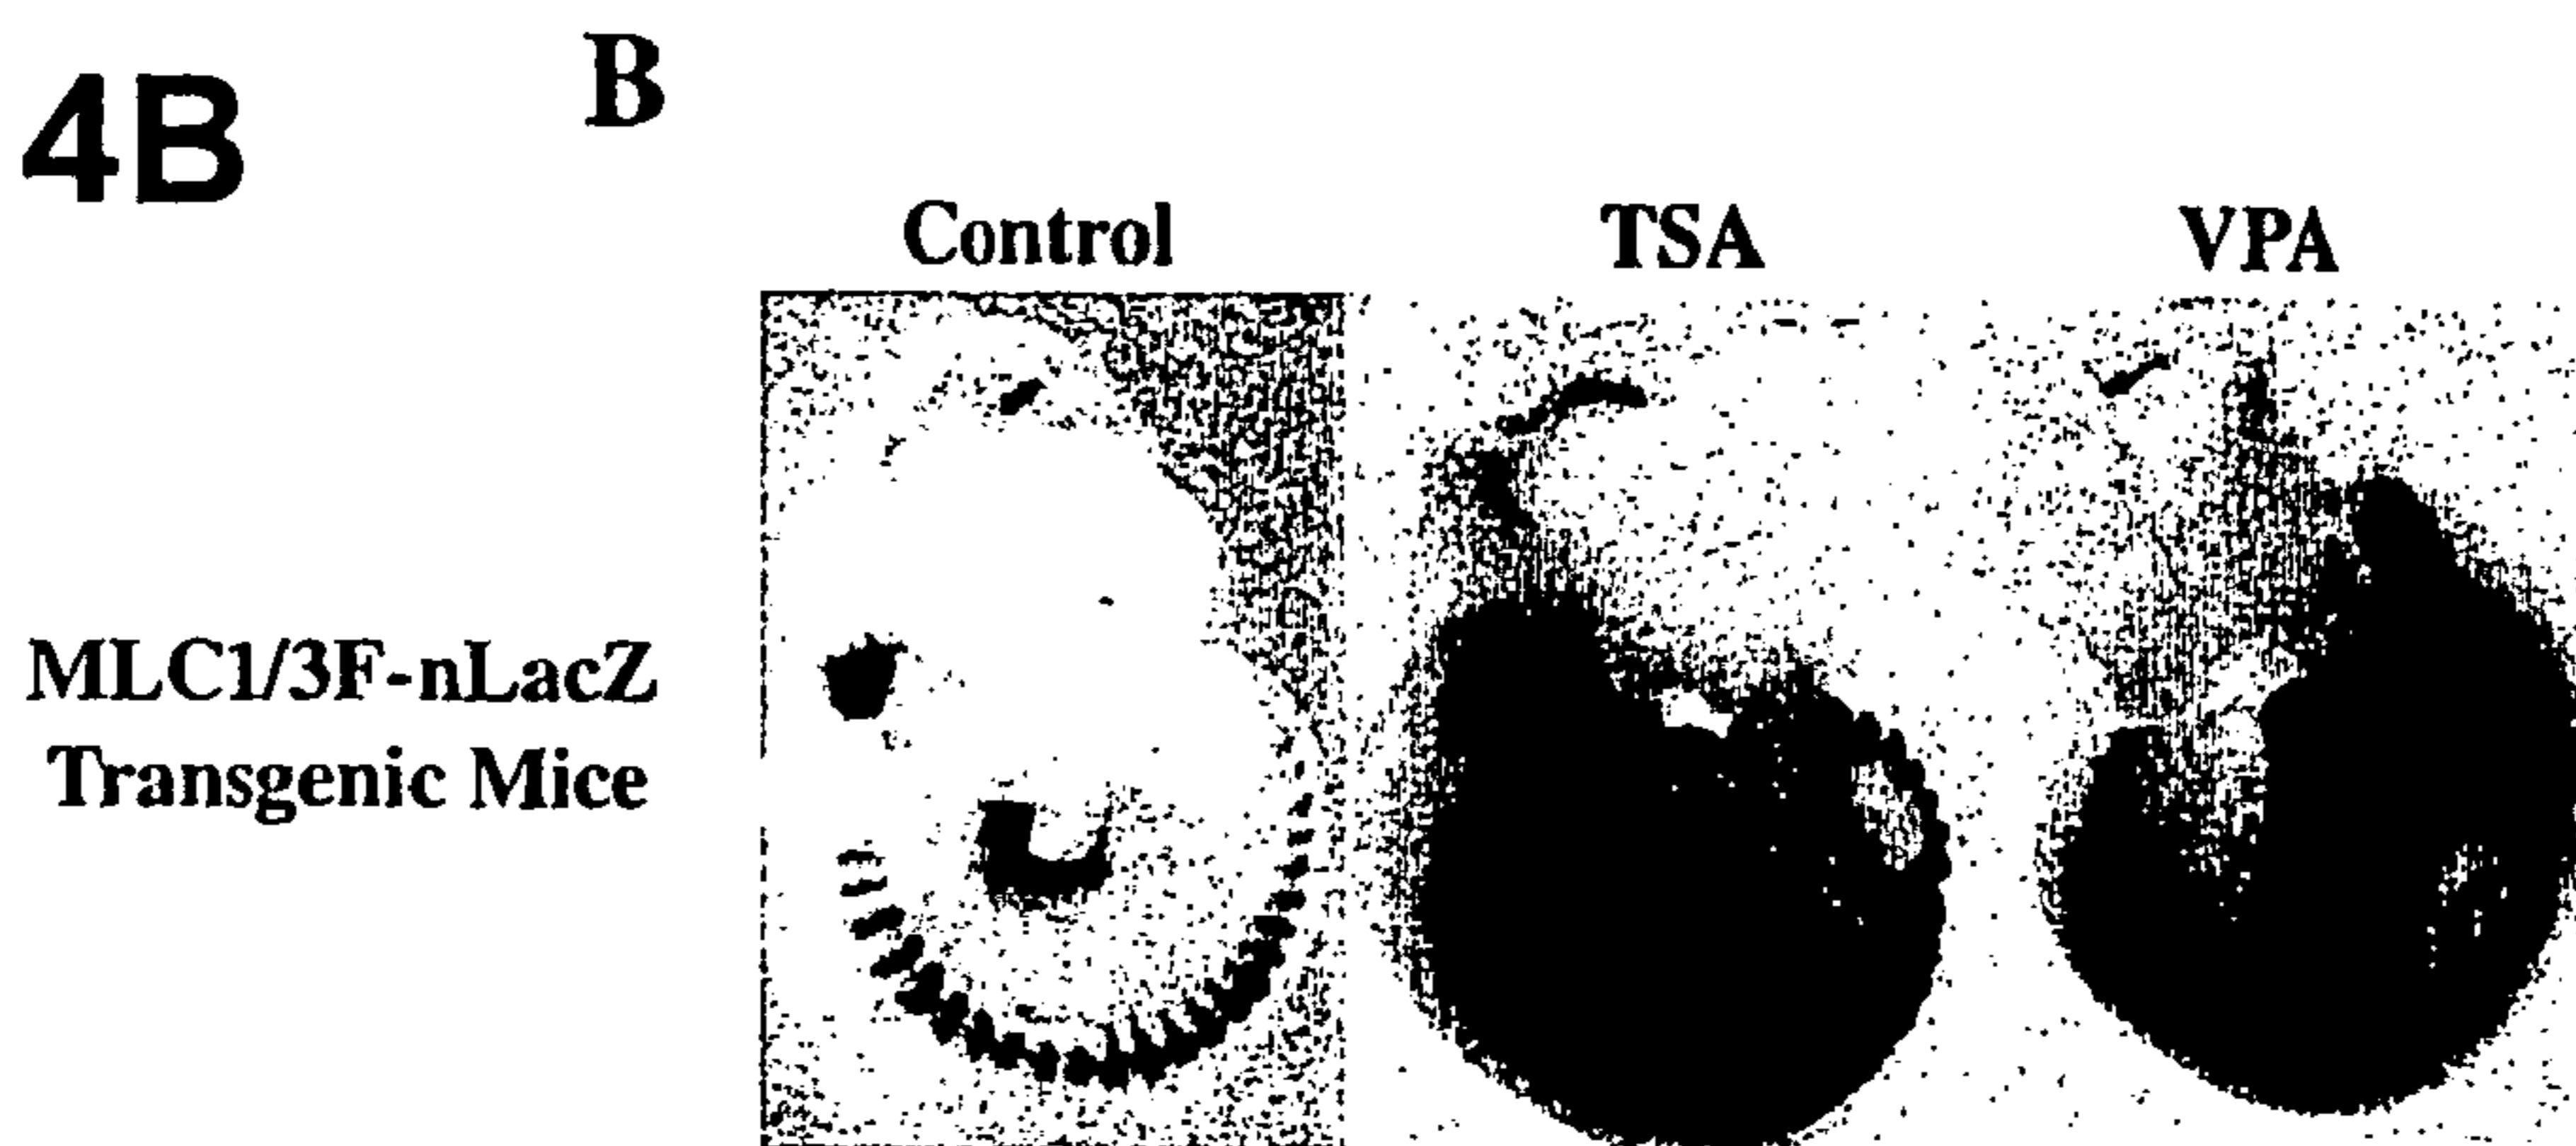 4B
B
Control TSA VPA
MLC1/3F-nLacZ
Transgenic Mice